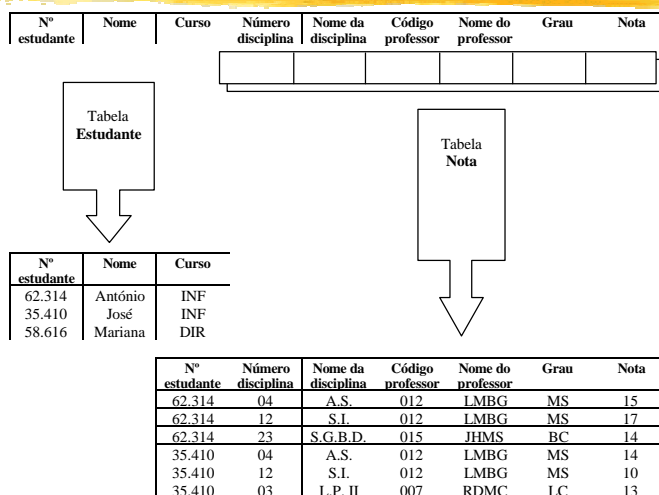 Nº Nome Curso Número Nome da Código Nome do Grau Nota
estudante disciplina disciplina professor professor
Tabela
Estudante
Tabela
Nota
Nº Nome Curso
estudante
62.314 António INF
35.410 José INF
58.616 Mariana DIR
Nº Número Nome da Código Nome do Grau Nota
estudante disciplina disciplina professor professor
62.314 04 A.S. 012 LMBG MS 15
62.314 12 S.I. 012 LMBG MS 17
62.314 23 S.G.B.D. 015 JHMS BC 14
35.410 04 A.S. 012 LMBG MS 14
35.410 12 S.I. 012 LMBG MS 10
35.410 03 L.P. II 007 RDMC LC 13